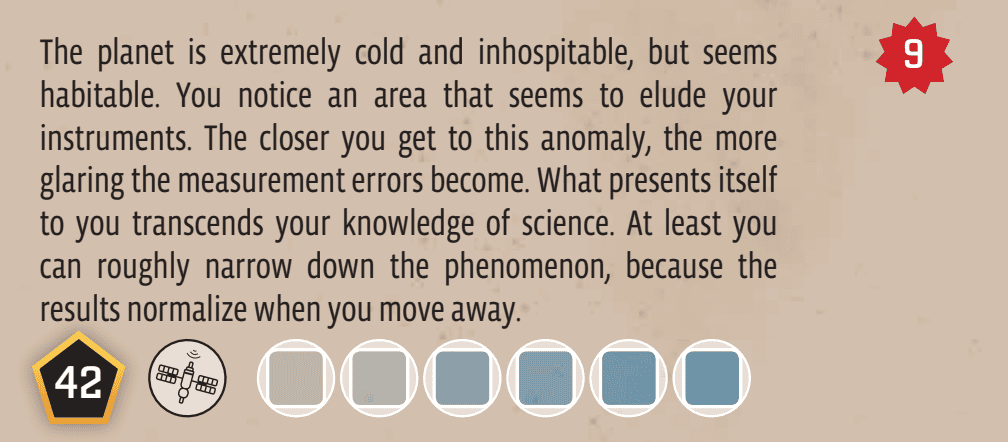 The planet is extremely cold and inhospitable, but seems
habitable. You notice an area that seems to elude your
instruments. The closer you get to this anomaly, the more
glaring the measurement errors become. What presents itself
to you transcends your knowledge of science. At least you
can roughly narrow down the phenomenon, because the
results normalize when you move away.
9
42